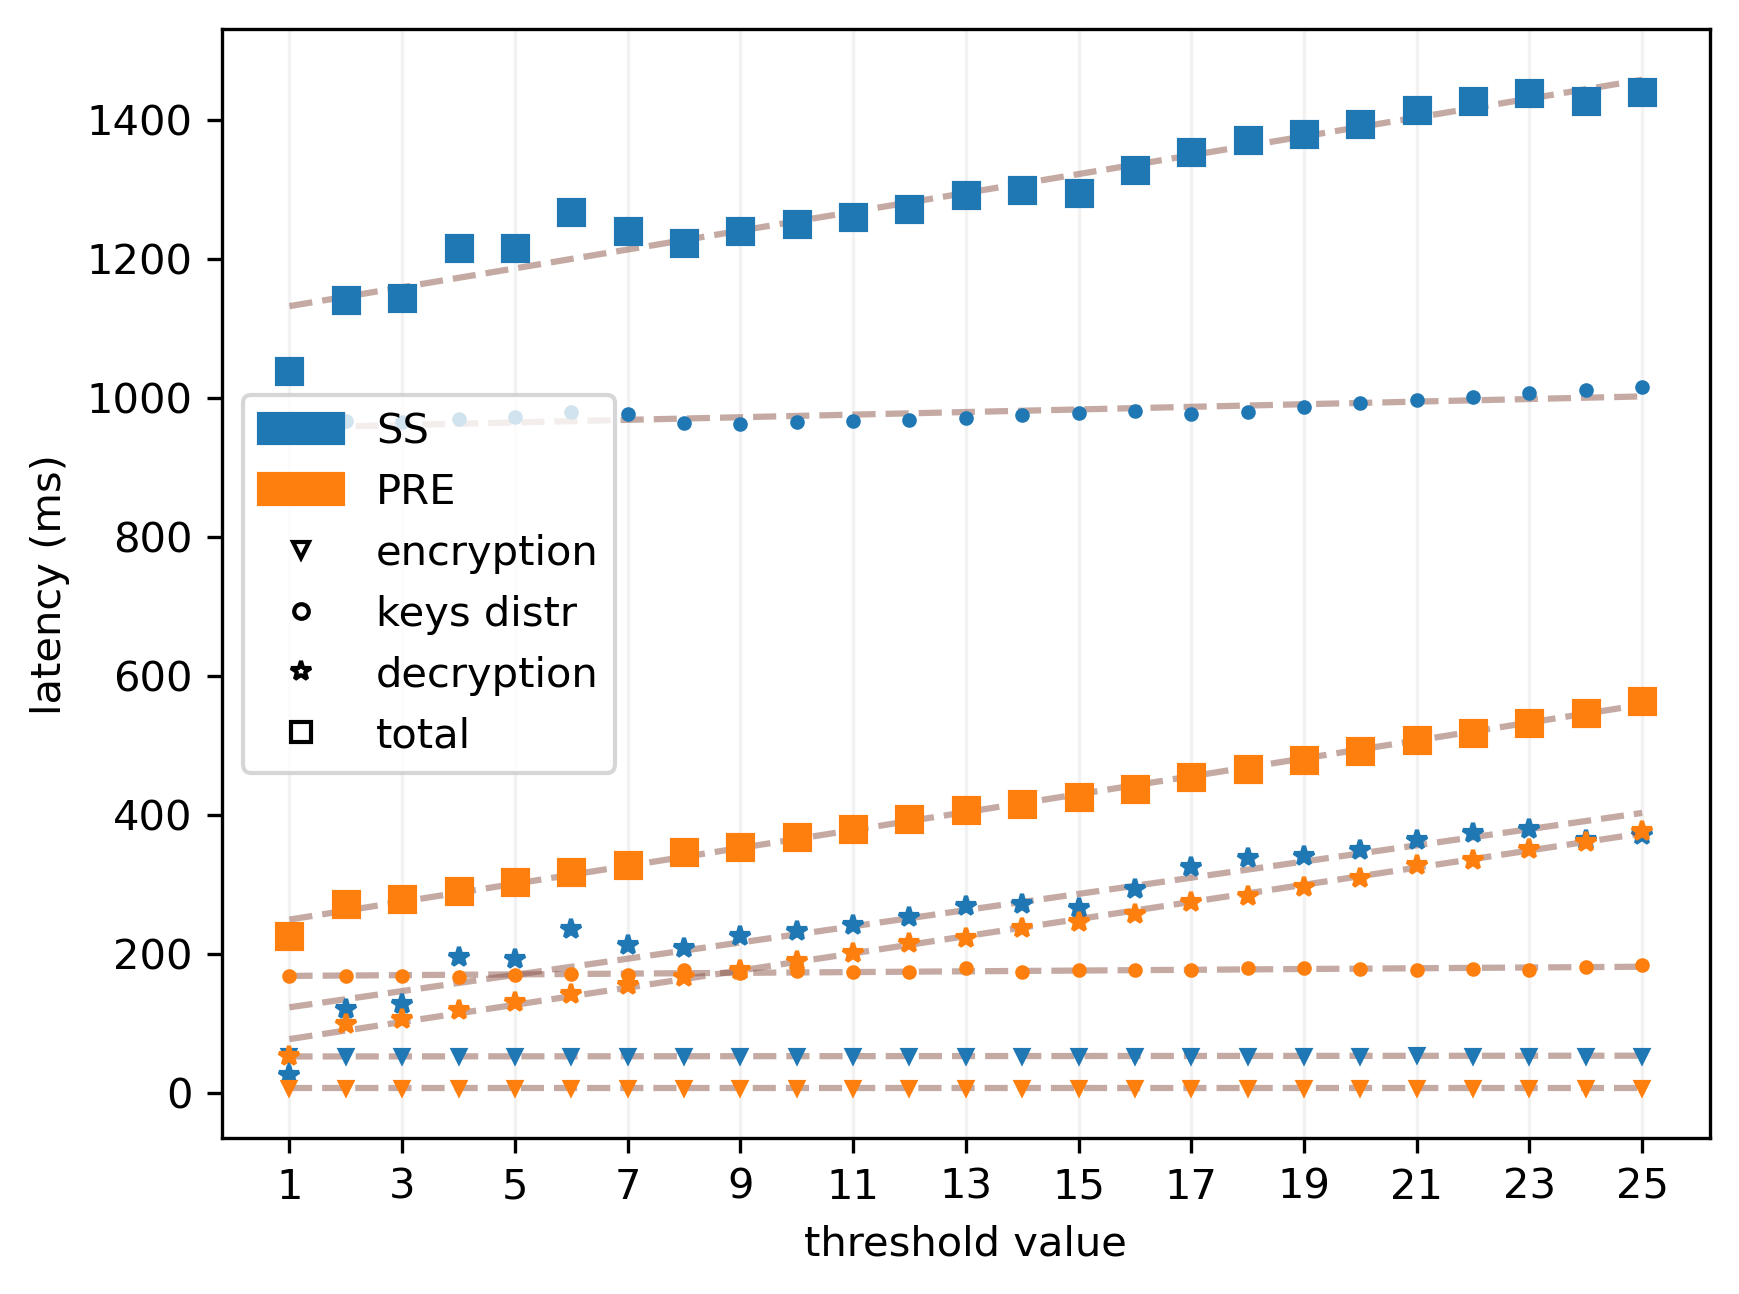 latency (ms)
1400
1200
1000
800
600
400
200
0
SS
PRE
encryption
keys distr
decryption
total
1 3 5 7 9 11 13 15 17 19 21 23 25
threshold value